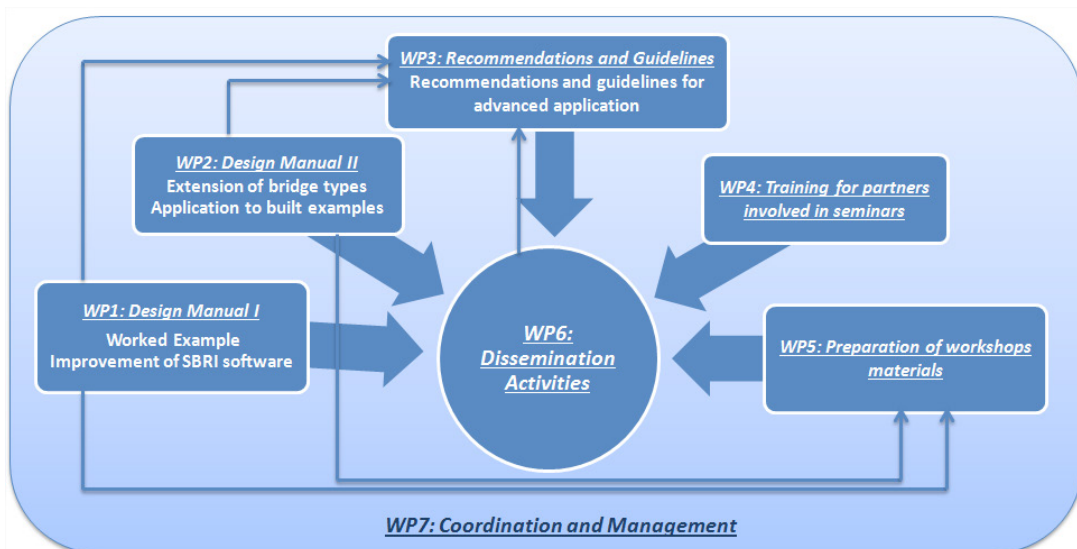 WP3: Recommendations and Guidelines
Recommendations and guidelines for
advanced application
WP2: Design Manual II
Extension of bridge types
Application to built examples
WP4: Training for partners
involved in seminars
WP1: Design Manual I
Worked Example
Improvement of SBRI software
WP6:
Dissemination
Activities
WP5: Preparation of workshops
materials
WP7: Coordination and Management